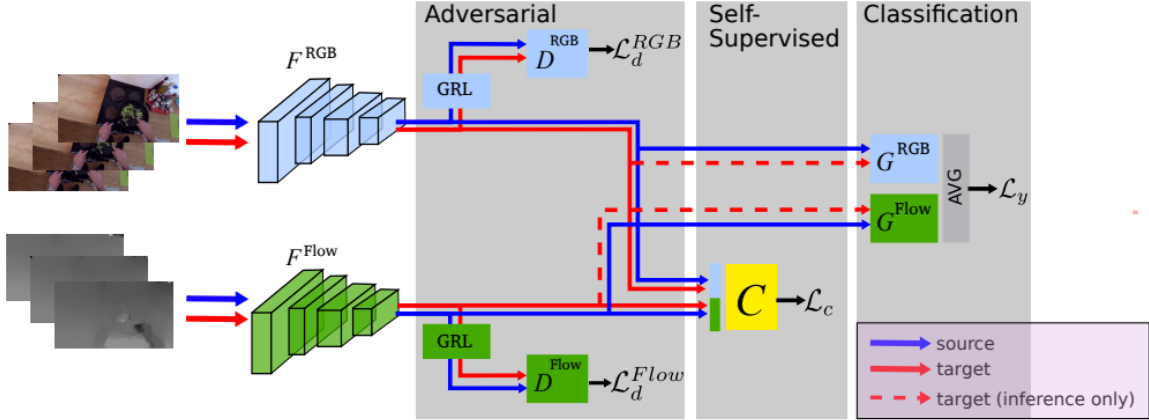 Adversarial
Self-
Supervised
Classification
F^RGB
GRL
D^RGB
ℒ_d^RGB
G^RGB
G^Flow
AVG
ℒ_y
F^Flow
C
ℒ_c
GRL
D^Flow
ℒ_d^Flow
source
target
target (inference only)